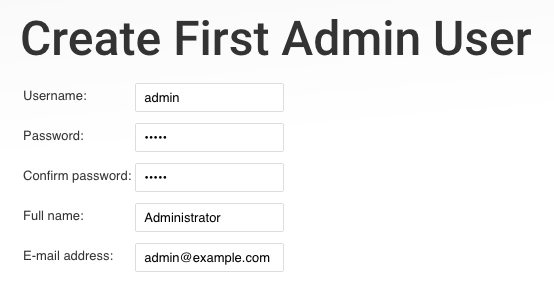 Create First Admin User
Username: admin
Password: •••••
Confirm password: •••••
Full name: Administrator
E-mail address: admin@example.com